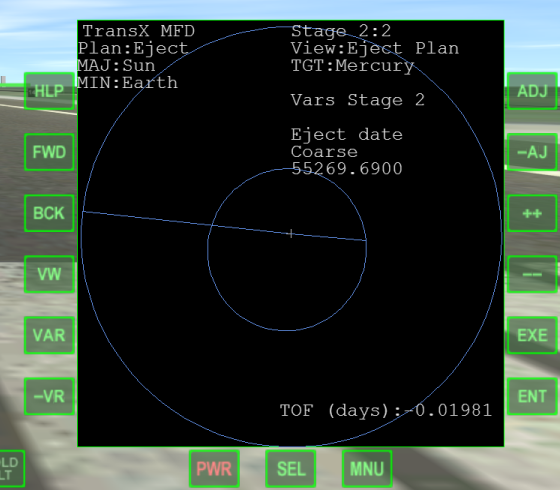 TransX MFD Stage 2:2
Plan:Eject View:Eject Plan
MAJ:Sun TGT:Mercury
MIN:Earth
Vars Stage 2
Eject date
Coarse
55269.6900
TOF (days):-0.01981
HLP ADJ
FWD -AJ
BCK ++
VW --
VAR EXE
-VR ENT
LD
LT
PWR SEL MNU